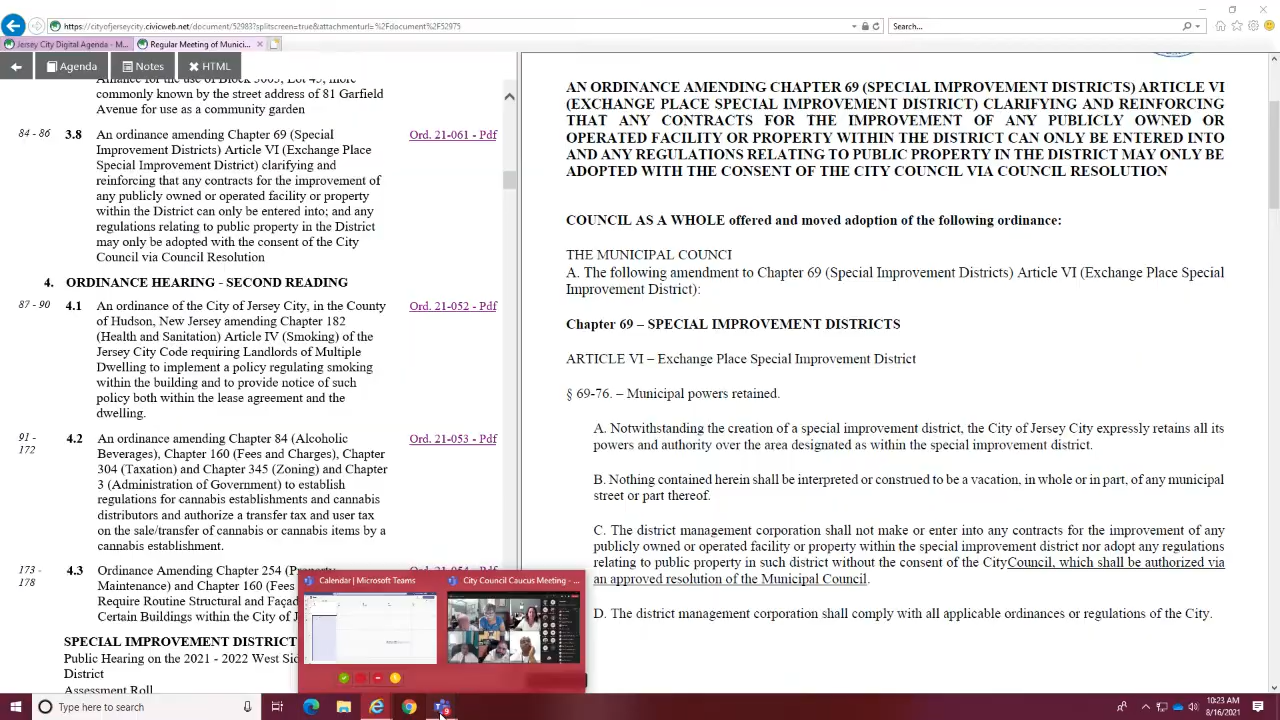 https://cityofjerseycity.civicweb.net/document/52983?splitscreen=true&attachmenturl=%2Fdocument%2F52975
Search...
Jersey City Digital Agenda - M...
Regular Meeting of Munici...
Agenda
Notes
HTML
Alliance for the use of Block 5003, Lot 45, more
commonly known by the street address of 81 Garfield
Avenue for use as a community garden
84 - 86
3.8
An ordinance amending Chapter 69 (Special
Improvement Districts) Article VI (Exchange Place
Special Improvement District) clarifying and
reinforcing that any contracts for the improvement of
any publicly owned or operated facility or property
within the District can only be entered into; and any
regulations relating to public property in the District
may only be adopted with the consent of the City
Council via Council Resolution
Ord. 21-061 - Pdf
4. ORDINANCE HEARING - SECOND READING
87 - 90
4.1
An ordinance of the City of Jersey City, in the County
of Hudson, New Jersey amending Chapter 182
(Health and Sanitation) Article IV (Smoking) of the
Jersey City Code requiring Landlords of Multiple
Dwelling to implement a policy regulating smoking
within the building and to provide notice of such
policy both within the lease agreement and the
dwelling.
Ord. 21-052 - Pdf
91 -
172
4.2
An ordinance amending Chapter 84 (Alcoholic
Beverages), Chapter 160 (Fees and Charges), Chapter
304 (Taxation) and Chapter 345 (Zoning) and Chapter
3 (Administration of Government) to establish
regulations for cannabis establishments and cannabis
distributors and authorize a transfer tax and user tax
on the sale/transfer of cannabis or cannabis items by a
cannabis establishment.
Ord. 21-053 - Pdf
173 -
178
4.3
Ordinance Amending Chapter 254 (Property
Maintenance) and Chapter 160 (Fees
Require Routine Structural and Faça
Certain Buildings within the City of J
Ord. 21-054 - Pdf
SPECIAL IMPROVEMENT DISTRICT
Public Hearing on the 2021 - 2022 West Sid
District
Assessment Roll
AN ORDINANCE AMENDING CHAPTER 69 (SPECIAL IMPROVEMENT DISTRICTS) ARTICLE VI
(EXCHANGE PLACE SPECIAL IMPROVEMENT DISTRICT) CLARIFYING AND REINFORCING
THAT ANY CONTRACTS FOR THE IMPROVEMENT OF ANY PUBLICLY OWNED OR
OPERATED FACILITY OR PROPERTY WITHIN THE DISTRICT CAN ONLY BE ENTERED INTO
AND ANY REGULATIONS RELATING TO PUBLIC PROPERTY IN THE DISTRICT MAY ONLY BE
ADOPTED WITH THE CONSENT OF THE CITY COUNCIL VIA COUNCIL RESOLUTION
COUNCIL AS A WHOLE offered and moved adoption of the following ordinance:
THE MUNICIPAL COUNCI
A. The following amendment to Chapter 69 (Special Improvement Districts) Article VI (Exchange Place Special
Improvement District):
Chapter 69 – SPECIAL IMPROVEMENT DISTRICTS
ARTICLE VI – Exchange Place Special Improvement District
§ 69-76. – Municipal powers retained.
A. Notwithstanding the creation of a special improvement district, the City of Jersey City expressly retains all its
powers and authority over the area designated as within the special improvement district.
B. Nothing contained herein shall be interpreted or construed to be a vacation, in whole or in part, of any municipal
street or part thereof.
C. The district management corporation shall not make or enter into any contracts for the improvement of any
publicly owned or operated facility or property within the special improvement district nor adopt any regulations
relating to public property in such district without the consent of the CityCouncil, which shall be authorized via
an approved resolution of the Municipal Council.
D. The district management corporation shall comply with all applicable ordinances or regulations of the City.
Calendar | Microsoft Teams
City Council Caucus Meeting - ...
Type here to search
10:23 AM
8/16/2021